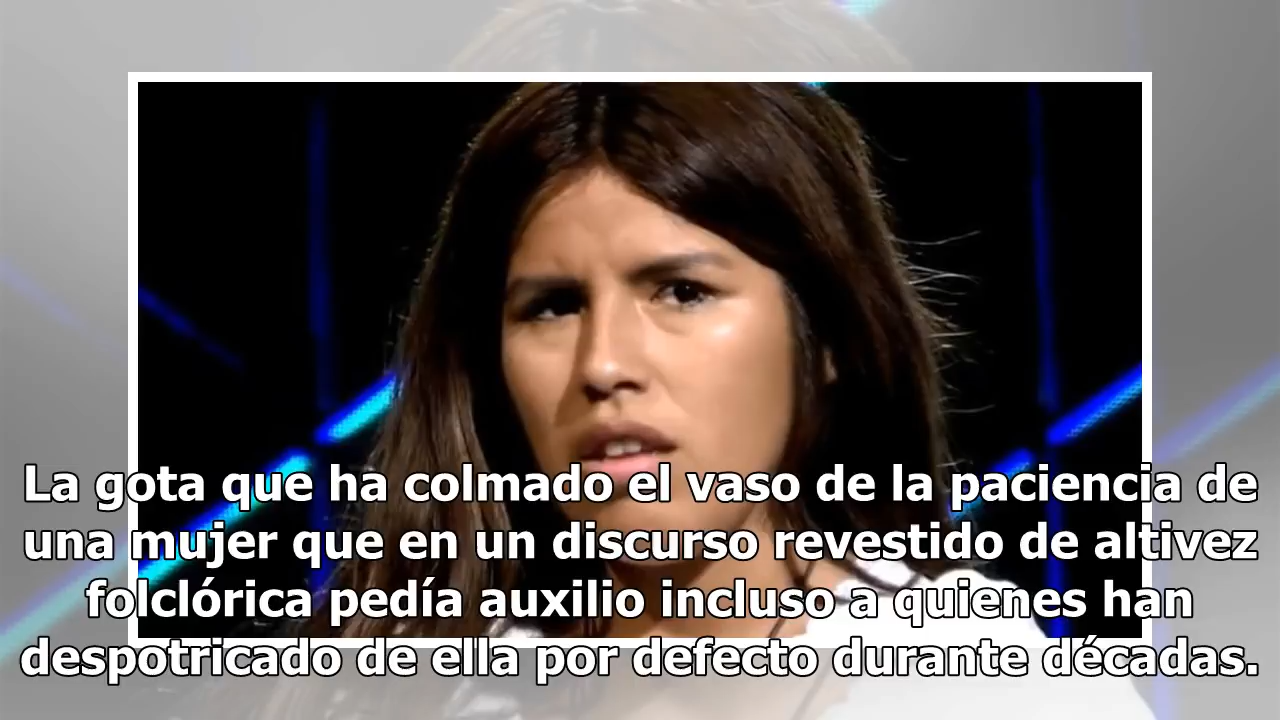 La gota que ha colmado el vaso de la paciencia de
una mujer que en un discurso revestido de altivez
folclórica pedía auxilio incluso a quienes han
despotricado de ella por defecto durante décadas.